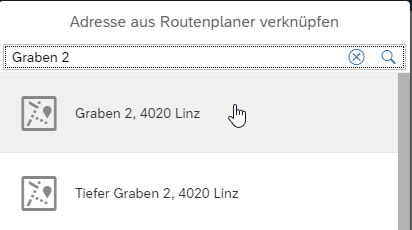 Adresse aus Routenplaner verknüpfen
Graben 2
Graben 2, 4020 Linz
Tiefer Graben 2, 4020 Linz